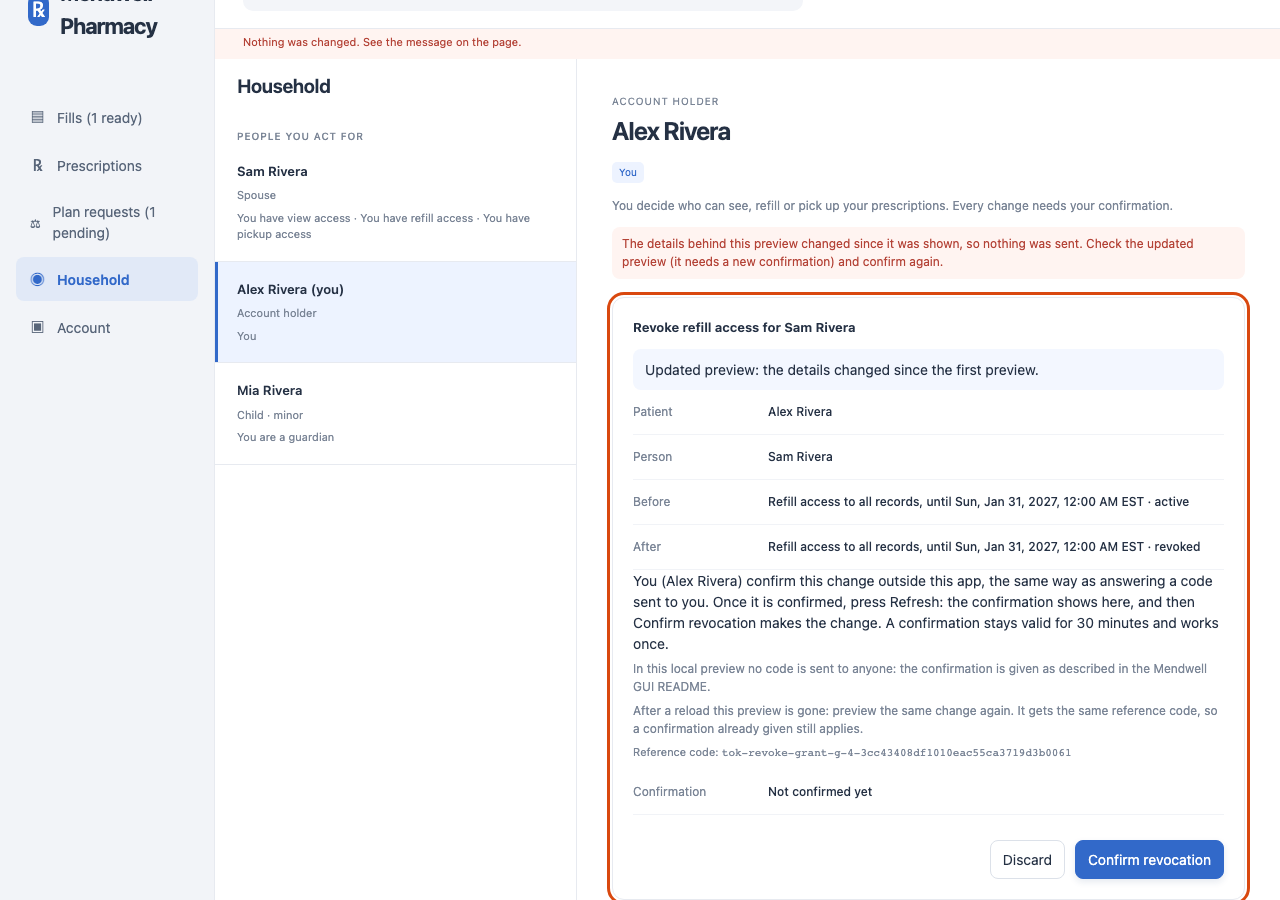 Pharmacy
Fills (1 ready)
Prescriptions
Plan requests (1
pending)
Household
Account
Nothing was changed. See the message on the page.
Household
PEOPLE YOU ACT FOR
Sam Rivera
Spouse
You have view access · You have refill access · You have
pickup access
Alex Rivera (you)
Account holder
You
Mia Rivera
Child · minor
You are a guardian
ACCOUNT HOLDER
Alex Rivera
You
You decide who can see, refill or pick up your prescriptions. Every change needs your confirmation.
The details behind this preview changed since it was shown, so nothing was sent. Check the updated
preview (it needs a new confirmation) and confirm again.
Revoke refill access for Sam Rivera
Updated preview: the details changed since the first preview.
Patient Alex Rivera
Person Sam Rivera
Before Refill access to all records, until Sun, Jan 31, 2027, 12:00 AM EST · active
After Refill access to all records, until Sun, Jan 31, 2027, 12:00 AM EST · revoked
You (Alex Rivera) confirm this change outside this app, the same way as answering a code
sent to you. Once it is confirmed, press Refresh: the confirmation shows here, and then
Confirm revocation makes the change. A confirmation stays valid for 30 minutes and works
once.
In this local preview no code is sent to anyone: the confirmation is given as described in the Mendwell
GUI README.
After a reload this preview is gone: preview the same change again. It gets the same reference code, so
a confirmation already given still applies.
Reference code: tok-revoke-grant-g-4-3cc43408df1010eac55ca3719d3b0061
Confirmation Not confirmed yet
Discard
Confirm revocation